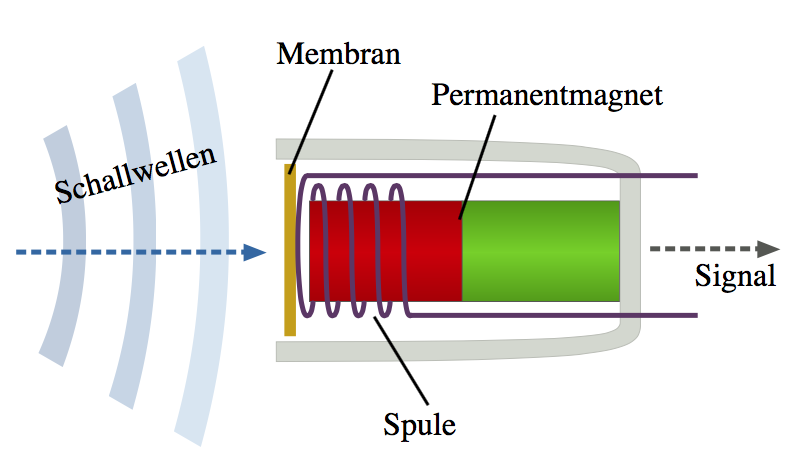 Membran
Permanentmagnet
Schallwellen
Signal
Spule